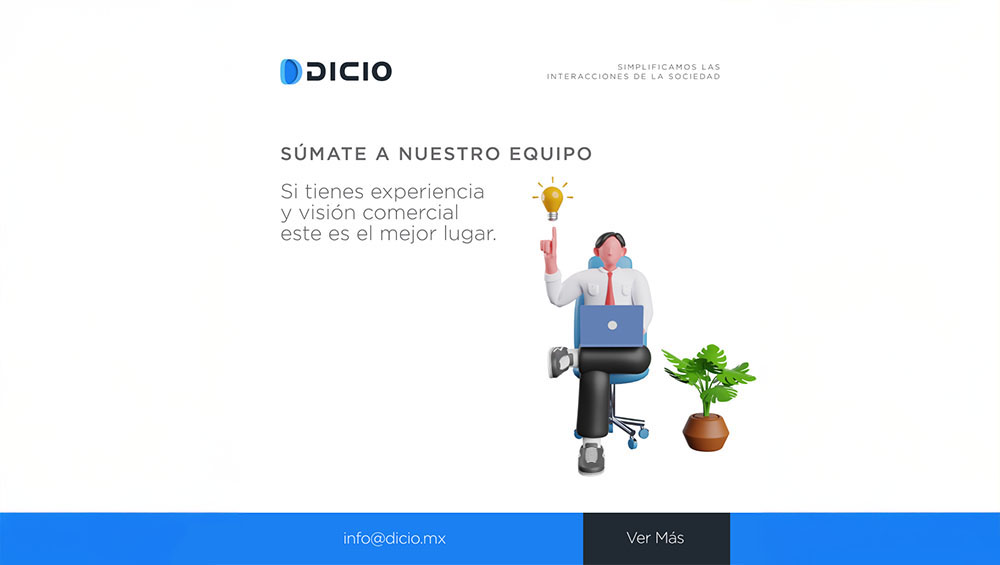 DICIO
SIMPLIFICAMOS LAS
INTERACCIONES DE LA SOCIEDAD
SÚMATE A NUESTRO EQUIPO
Si tienes experiencia
y visión comercial
este es el mejor lugar.
info@dicio.mx
Ver Más